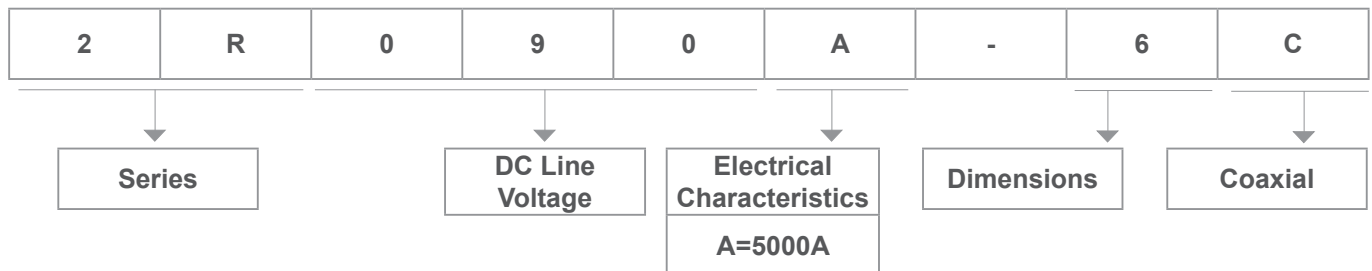 2 R 0 9 0 A - 6 C
Series
DC Line
Voltage
Electrical
Characteristics
A=5000A
Dimensions
Coaxial